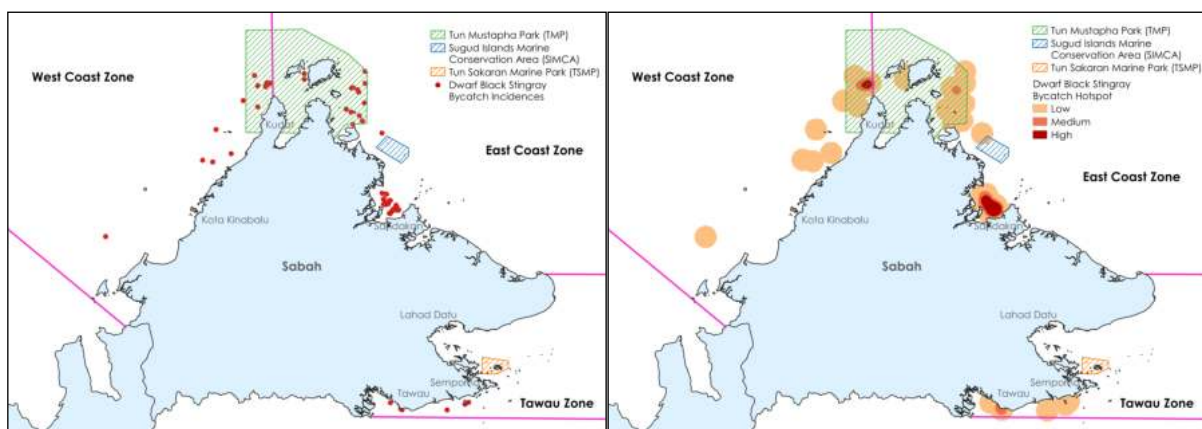 Tun Mustapha Park (TMP)
Sugud Islands Marine
Conservation Area (SIMCA)
Tun Sakaran Marine Park (TSMP)
Dwarf Black Stingray
Bycatch Incidences
West Coast Zone
Kudat
East Coast Zone
Kota Kinabalu
Sandakan
Sabah
Lahad Datu
Semporna
Tawau
Tawau Zone
Tun Mustapha Park (TMP)
Sugud Islands Marine
Conservation Area (SIMCA)
Tun Sakaran Marine Park (TSMP)
Dwarf Black Stingray
Bycatch Hotspot
Low
Medium
High
West Coast Zone
Kudat
East Coast Zone
Kota Kinabalu
Sandakan
Sabah
Lahad Datu
Semporna
Tawau
Tawau Zone